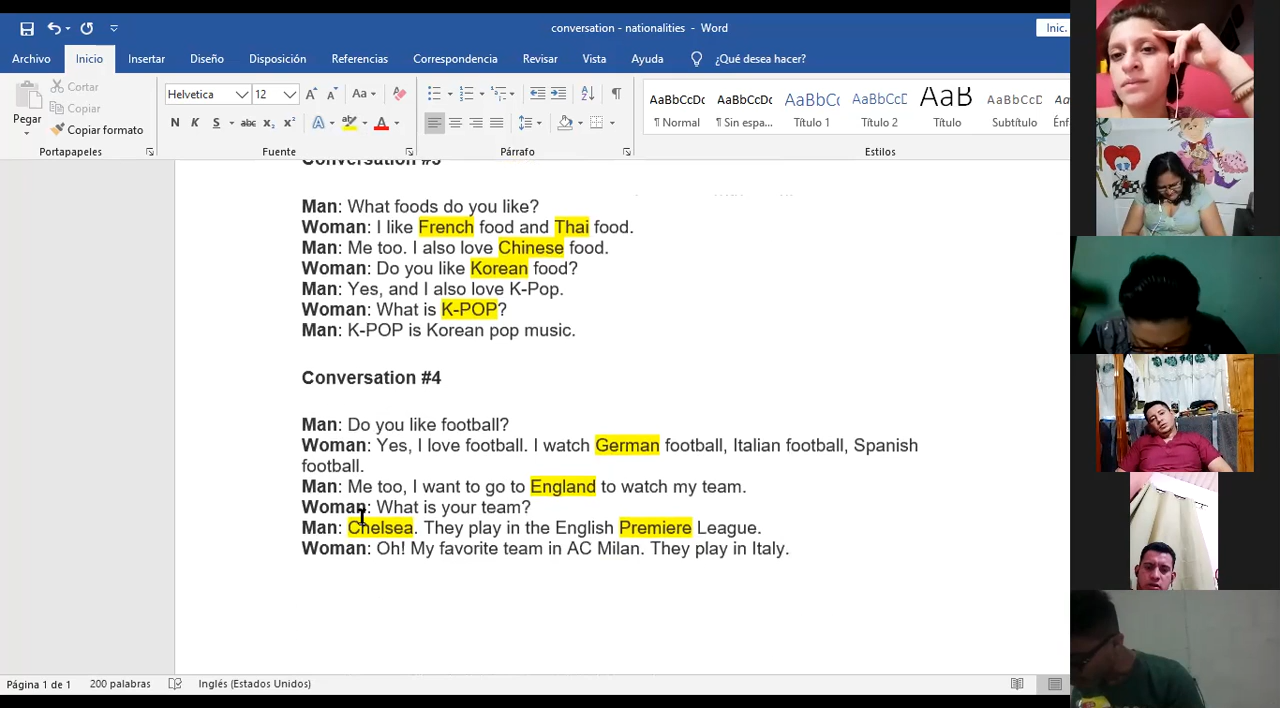 conversation - nationalities - Word
Inic.
Archivo Inicio Insertar Diseño Disposición Referencias Correspondencia Revisar Vista Ayuda ¿Qué desea hacer?
Pegar
Cortar
Copiar
Copiar formato
Portapapeles
Helvetica 12
N K S abc x₂ x²
Fuente
Párrafo
AaBbCcDc AaBbCcDc AaBbC AaBbCcD AaB AaBbCcD
¶ Normal ¶ Sin espa... Título 1 Título 2 Título Subtítulo
Estilos
Man: What foods do you like?
Woman: I like French food and Thai food.
Man: Me too. I also love Chinese food.
Woman: Do you like Korean food?
Man: Yes, and I also love K-Pop.
Woman: What is K-POP?
Man: K-POP is Korean pop music.
Conversation #4
Man: Do you like football?
Woman: Yes, I love football. I watch German football, Italian football, Spanish
football.
Man: Me too, I want to go to England to watch my team.
Woman: What is your team?
Man: Chelsea. They play in the English Premiere League.
Woman: Oh! My favorite team in AC Milan. They play in Italy.
Página 1 de 1 200 palabras Inglés (Estados Unidos)